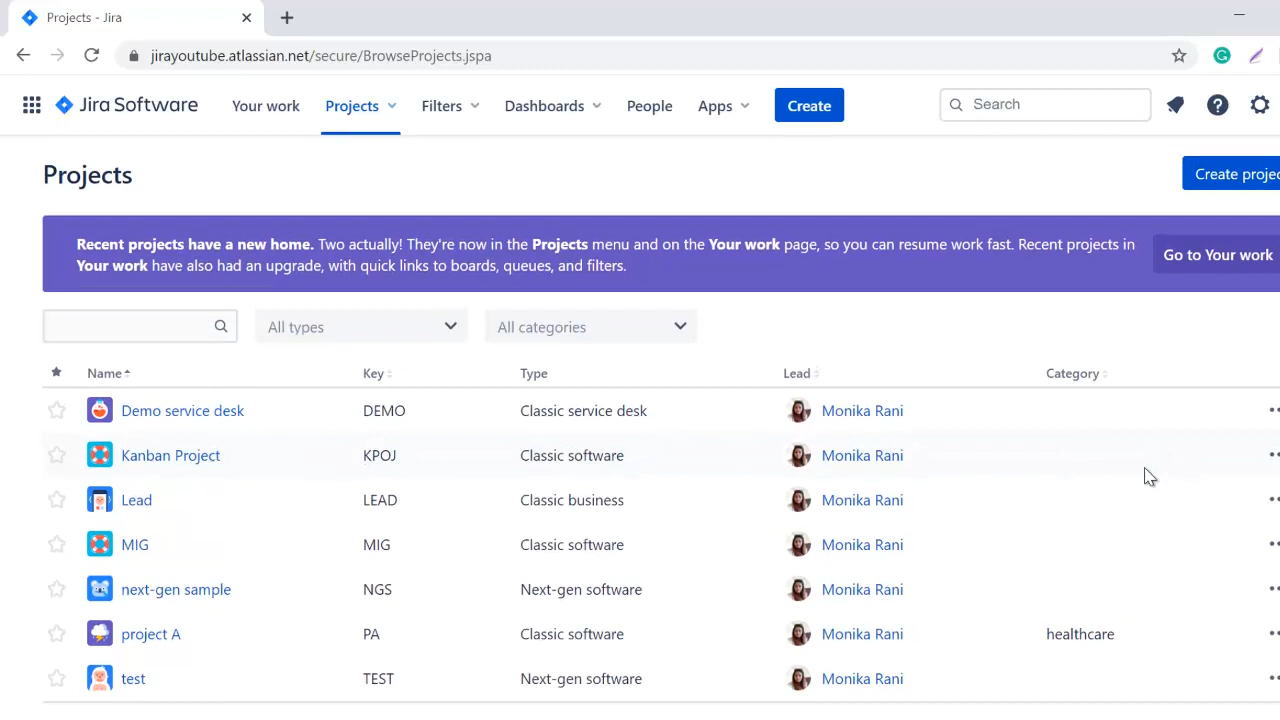 Projects - Jira
jirayoutube.atlassian.net/secure/BrowseProjects.jspa
Jira Software Your work Projects Filters Dashboards People Apps Create Search
Projects
Create projec
Recent projects have a new home. Two actually! They're now in the Projects menu and on the Your work page, so you can resume work fast. Recent projects in
Your work have also had an upgrade, with quick links to boards, queues, and filters.
Go to Your work
All types All categories
Name Key Type Lead Category
Demo service desk DEMO Classic service desk Monika Rani
Kanban Project KPOJ Classic software Monika Rani
Lead LEAD Classic business Monika Rani
MIG MIG Classic software Monika Rani
next-gen sample NGS Next-gen software Monika Rani
project A PA Classic software Monika Rani healthcare
test TEST Next-gen software Monika Rani